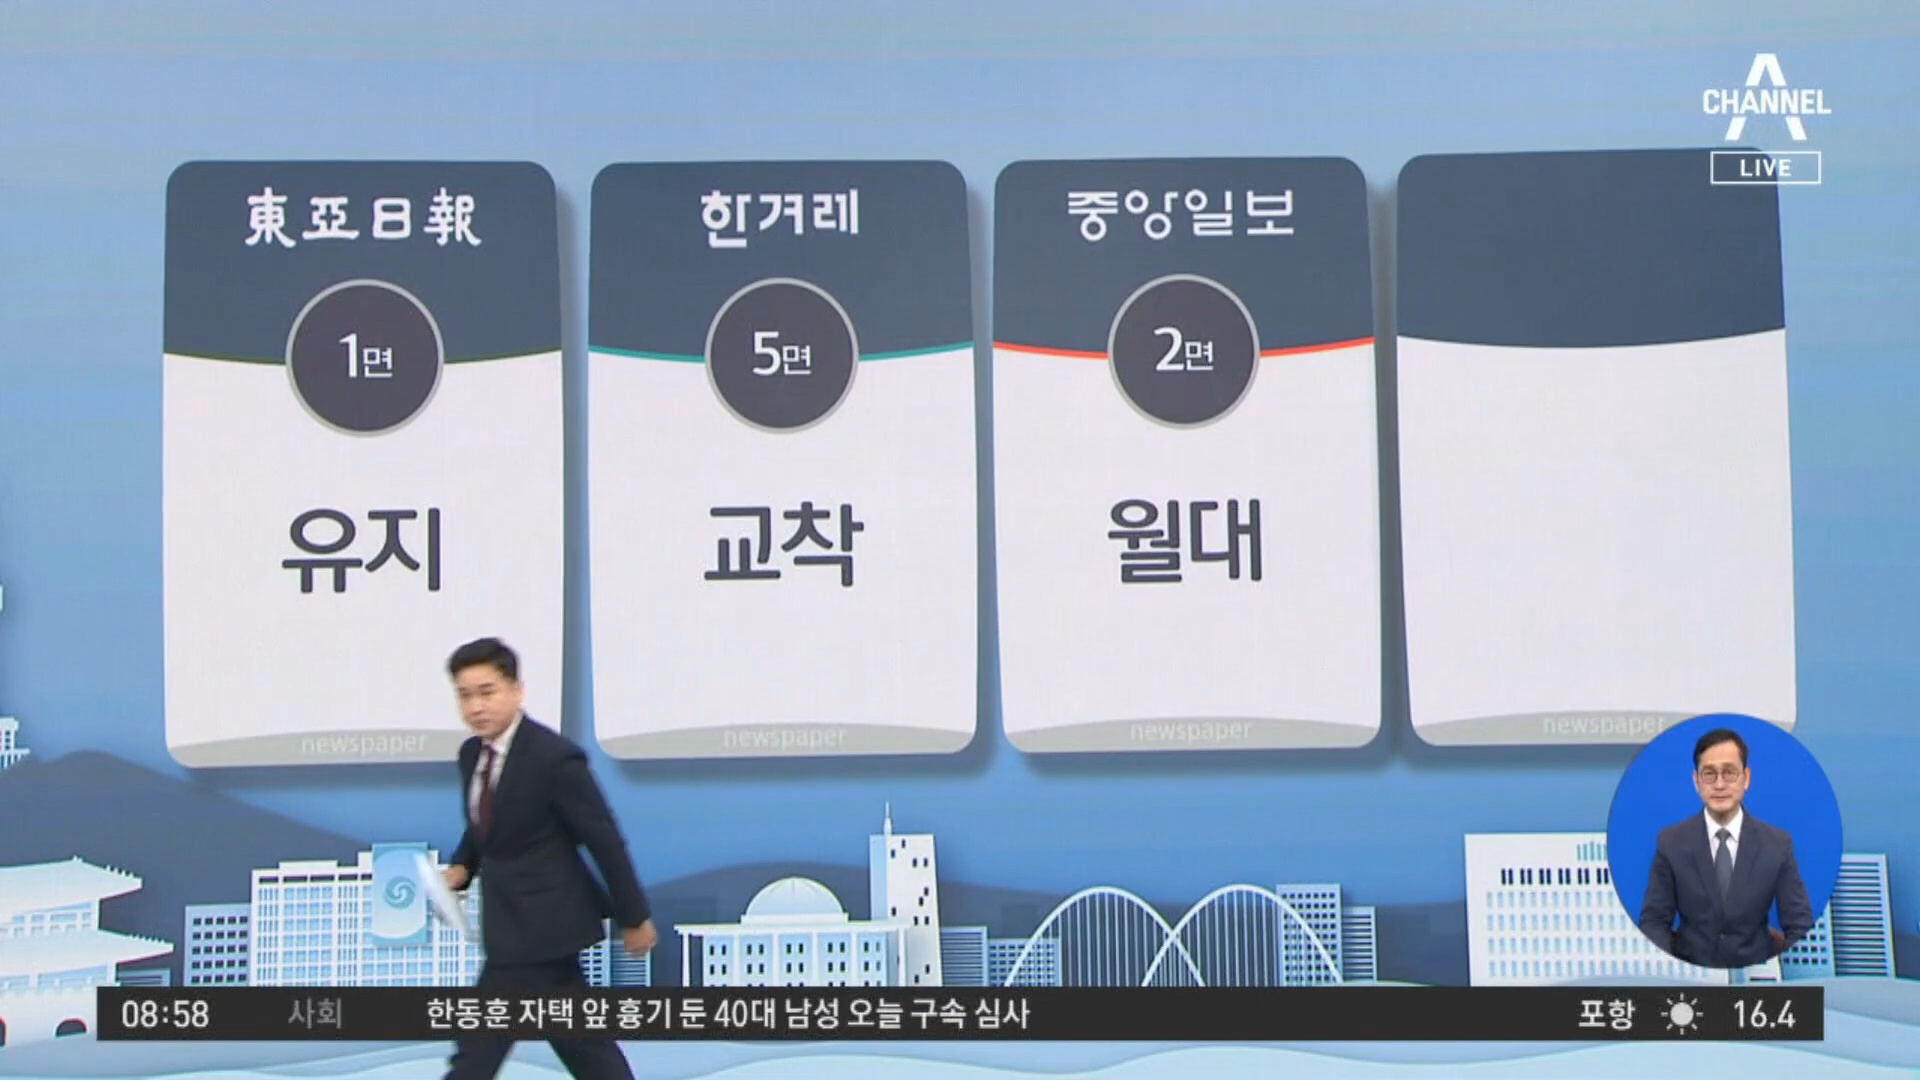 CHANNEL A
LIVE
東亞日報
1면
유지
newspaper
한겨레
5면
교착
newspaper
중앙일보
2면
월대
newspaper
newspaper
08:58 사회 한동훈 자택 앞 흉기 둔 40대 남성 오늘 구속 심사 포항 16.4